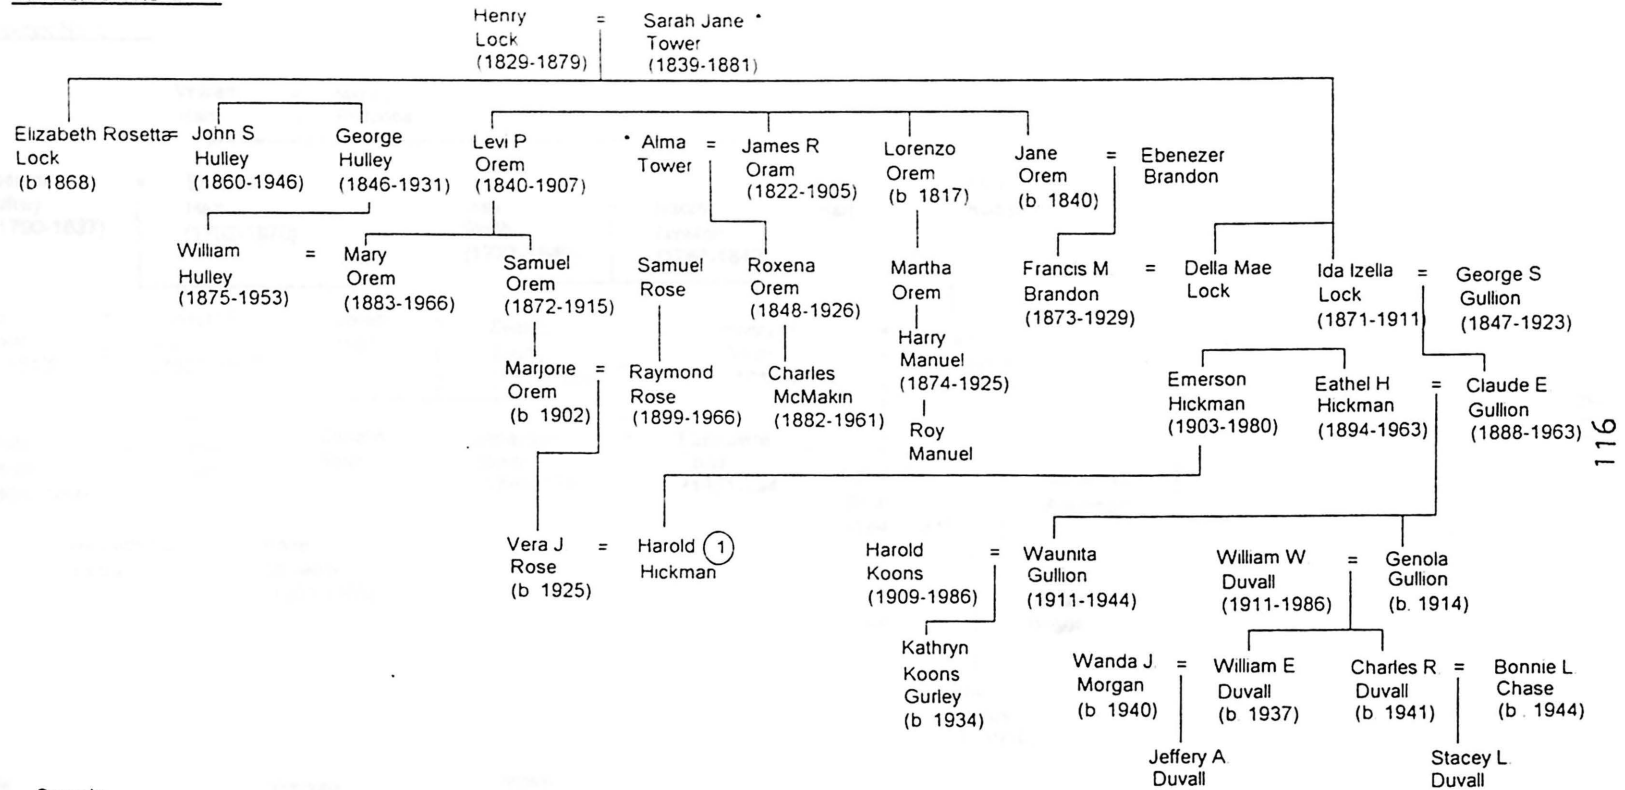 Henry = Sarah Jane
Lock Tower
(1829-1879) (1839-1881)
Elizabeth Rosetta= John S
Lock Hulley
(b 1868) (1860-1946)
George
Hulley
(1846-1931)
Levi P
Orem
(1840-1907)
Alma = James R
Tower Oram
(1822-1905)
Lorenzo
Orem
(b 1817)
Jane = Ebenezer
Orem Brandon
(b 1840)
William = Mary
Hulley Orem
(1875-1953) (1883-1966)
Samuel
Orem
(1872-1915)
Samuel
Rose
Roxena
Orem
(1848-1926)
Martha
Orem
Francis M = Della Mae
Brandon Lock
(1873-1929)
Ida Izella = George S
Lock Gullion
(1871-1911) (1847-1923)
Marjorie = Raymond
Orem Rose
(b 1902) (1899-1966)
Charles
McMakin
(1882-1961)
Harry
Manuel
(1874-1925)
Roy
Manuel
Emerson
Hickman
(1903-1980)
Eathel H = Claude E
Hickman Gullion
(1894-1963) (1888-1963)
116
Vera J = Harold 1
Rose Hickman
(b 1925)
Harold = Waunita
Koons Gullion
(1909-1986) (1911-1944)
William W. = Genola
Duvall Gullion
(1911-1986) (b. 1914)
Kathryn
Koons
Gurley
(b 1934)
Wanda J. = William E
Morgan Duvall
(b 1940) (b. 1937)
Charles R. = Bonnie L.
Duvall Chase
(b 1941) (b. 1944)
Jeffery A.
Duvall
Stacey L.
Duvall